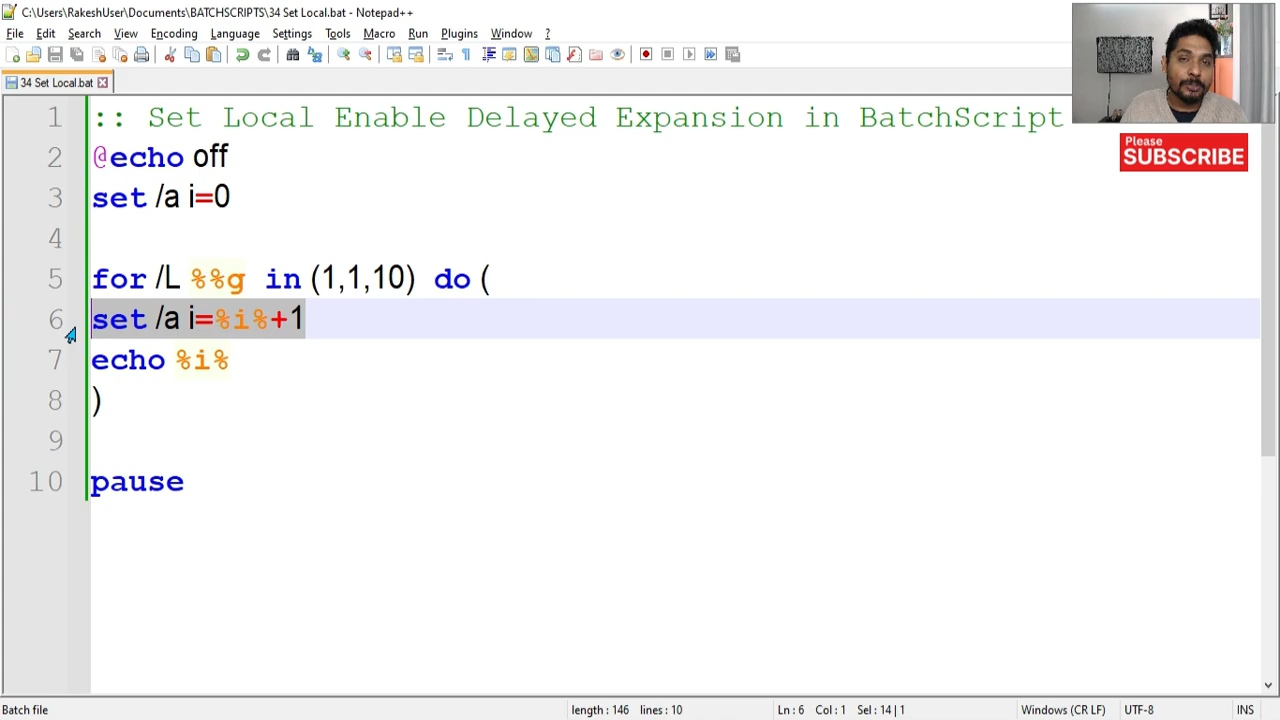 C:\Users\RakeshUser\Documents\BATCHSCRIPTS\34 Set Local.bat - Notepad++
File Edit Search View Encoding Language Settings Tools Macro Run Plugins Window ?
34 Set Local.bat
Please
SUBSCRIBE
1 :: Set Local Enable Delayed Expansion in BatchScript
2 @echo off
3 set /a i=0
4
5 for /L %%g in (1,1,10) do (
6 set /a i=%i%+1
7 echo %i%
8 )
9
10 pause
Batch file length : 146 lines : 10 Ln : 6 Col : 1 Sel : 14 | 1 Windows (CR LF) UTF-8 INS